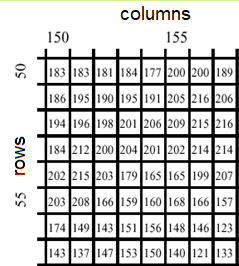 columns
150 155
50
rows
55
183 183 181 184 177 200 200 189
186 195 190 195 191 205 216 206
194 196 198 201 206 209 215 216
184 212 200 204 201 202 214 214
202 215 203 179 165 165 199 207
203 208 166 159 160 168 166 157
174 149 143 151 156 148 146 123
143 137 147 153 150 140 121 133